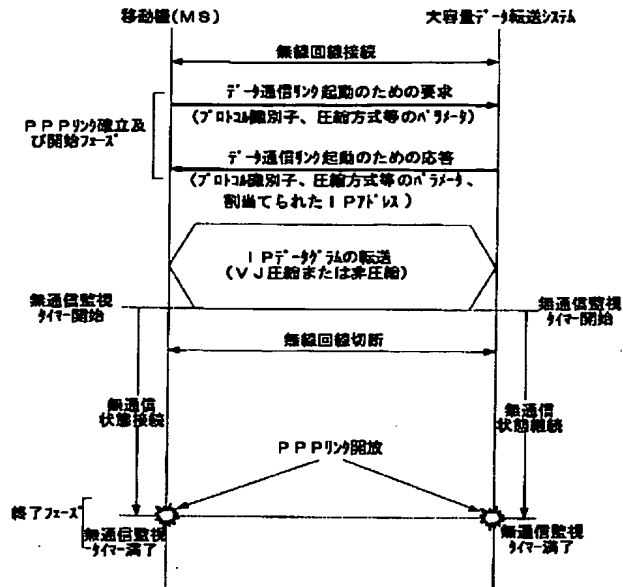 移動機(MS)
大容量データ転送システム
無線回線接続
データ通信リンク起動のための要求
(プロトコル識別子、圧縮方式等のパラメータ)
PPPリンク確立及
び開始フェーズ
データ通信リンク起動のための応答
(プロトコル識別子、圧縮方式等のパラメータ、
割当てられたIPアドレス)
IPデータグラムの転送
(VJ圧縮または非圧縮)
無通信監視
タイマー開始
無通信監視
タイマー開始
無線回線切断
無通信
状態接続
無通信
状態継続
PPPリンク開放
終了フェーズ
無通信監視
タイマー満了
無通信監視
タイマー満了